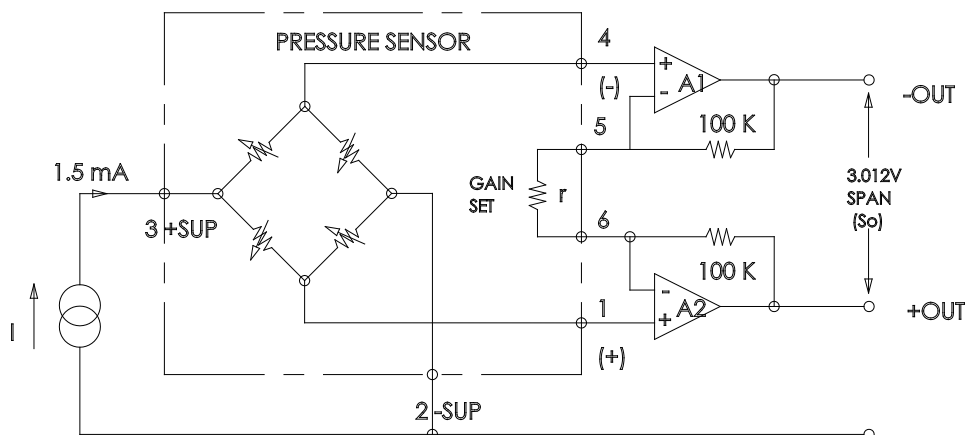 PRESSURE SENSOR
4
(-)
+
-
A1
-OUT
100 K
5
1.5 mA
GAIN
SET
r
3.012V
SPAN
(So)
3 +SUP
6
100 K
-
+
A2
+OUT
1
(+)
I
2 -SUP